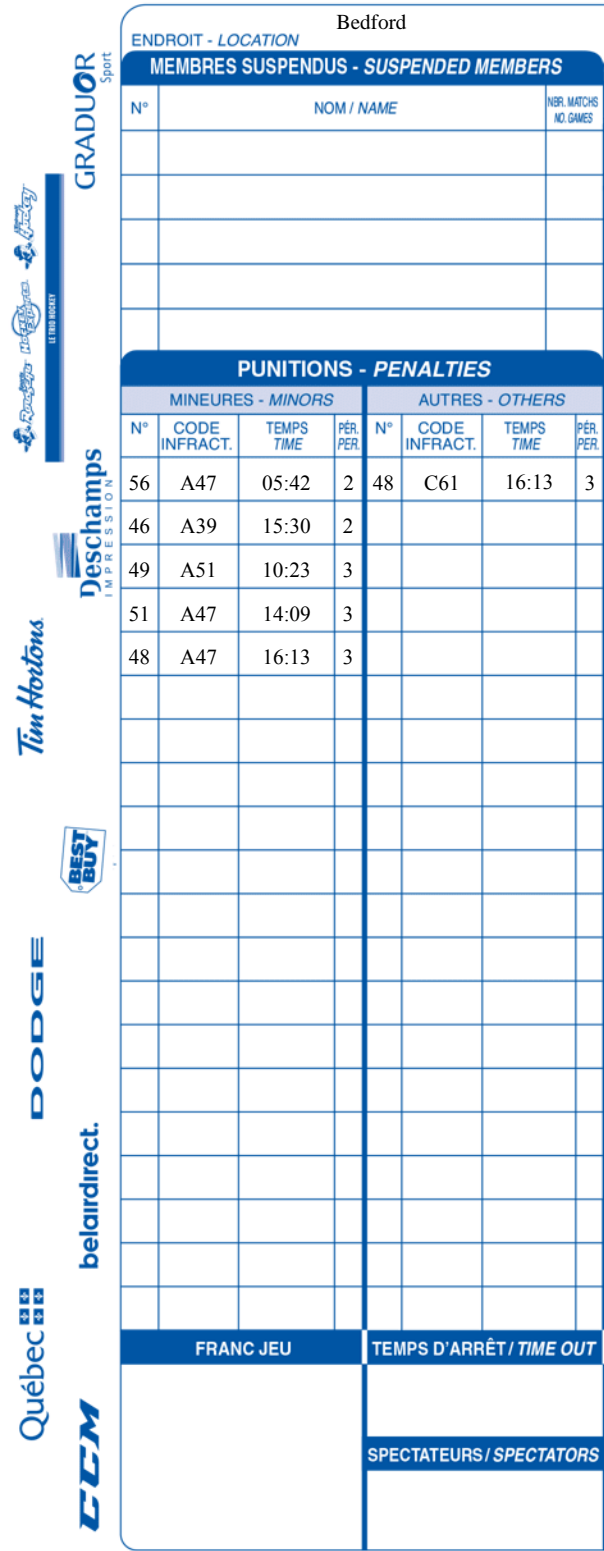 Bedford
ENDROIT - LOCATION
MEMBRES SUSPENDUS - SUSPENDED MEMBERS
N° NOM / NAME NBR. MATCHS NO. GAMES
PUNITIONS - PENALTIES
MINEURES - MINORS AUTRES - OTHERS
N° CODE INFRACT. TEMPS TIME PÉR. PER. N° CODE INFRACT. TEMPS TIME PÉR. PER.
56 A47 05:42 2 48 C61 16:13 3
46 A39 15:30 2
49 A51 10:23 3
51 A47 14:09 3
48 A47 16:13 3
FRANC JEU TEMPS D'ARRÊT / TIME OUT
SPECTATEURS / SPECTATORS
GRADUOR
Sport
LE TRIO HOCKEY
Deschamps
IMPRESSION
Tim Hortons
BEST BUY
DODGE
belairdirect.
Québec
CCM